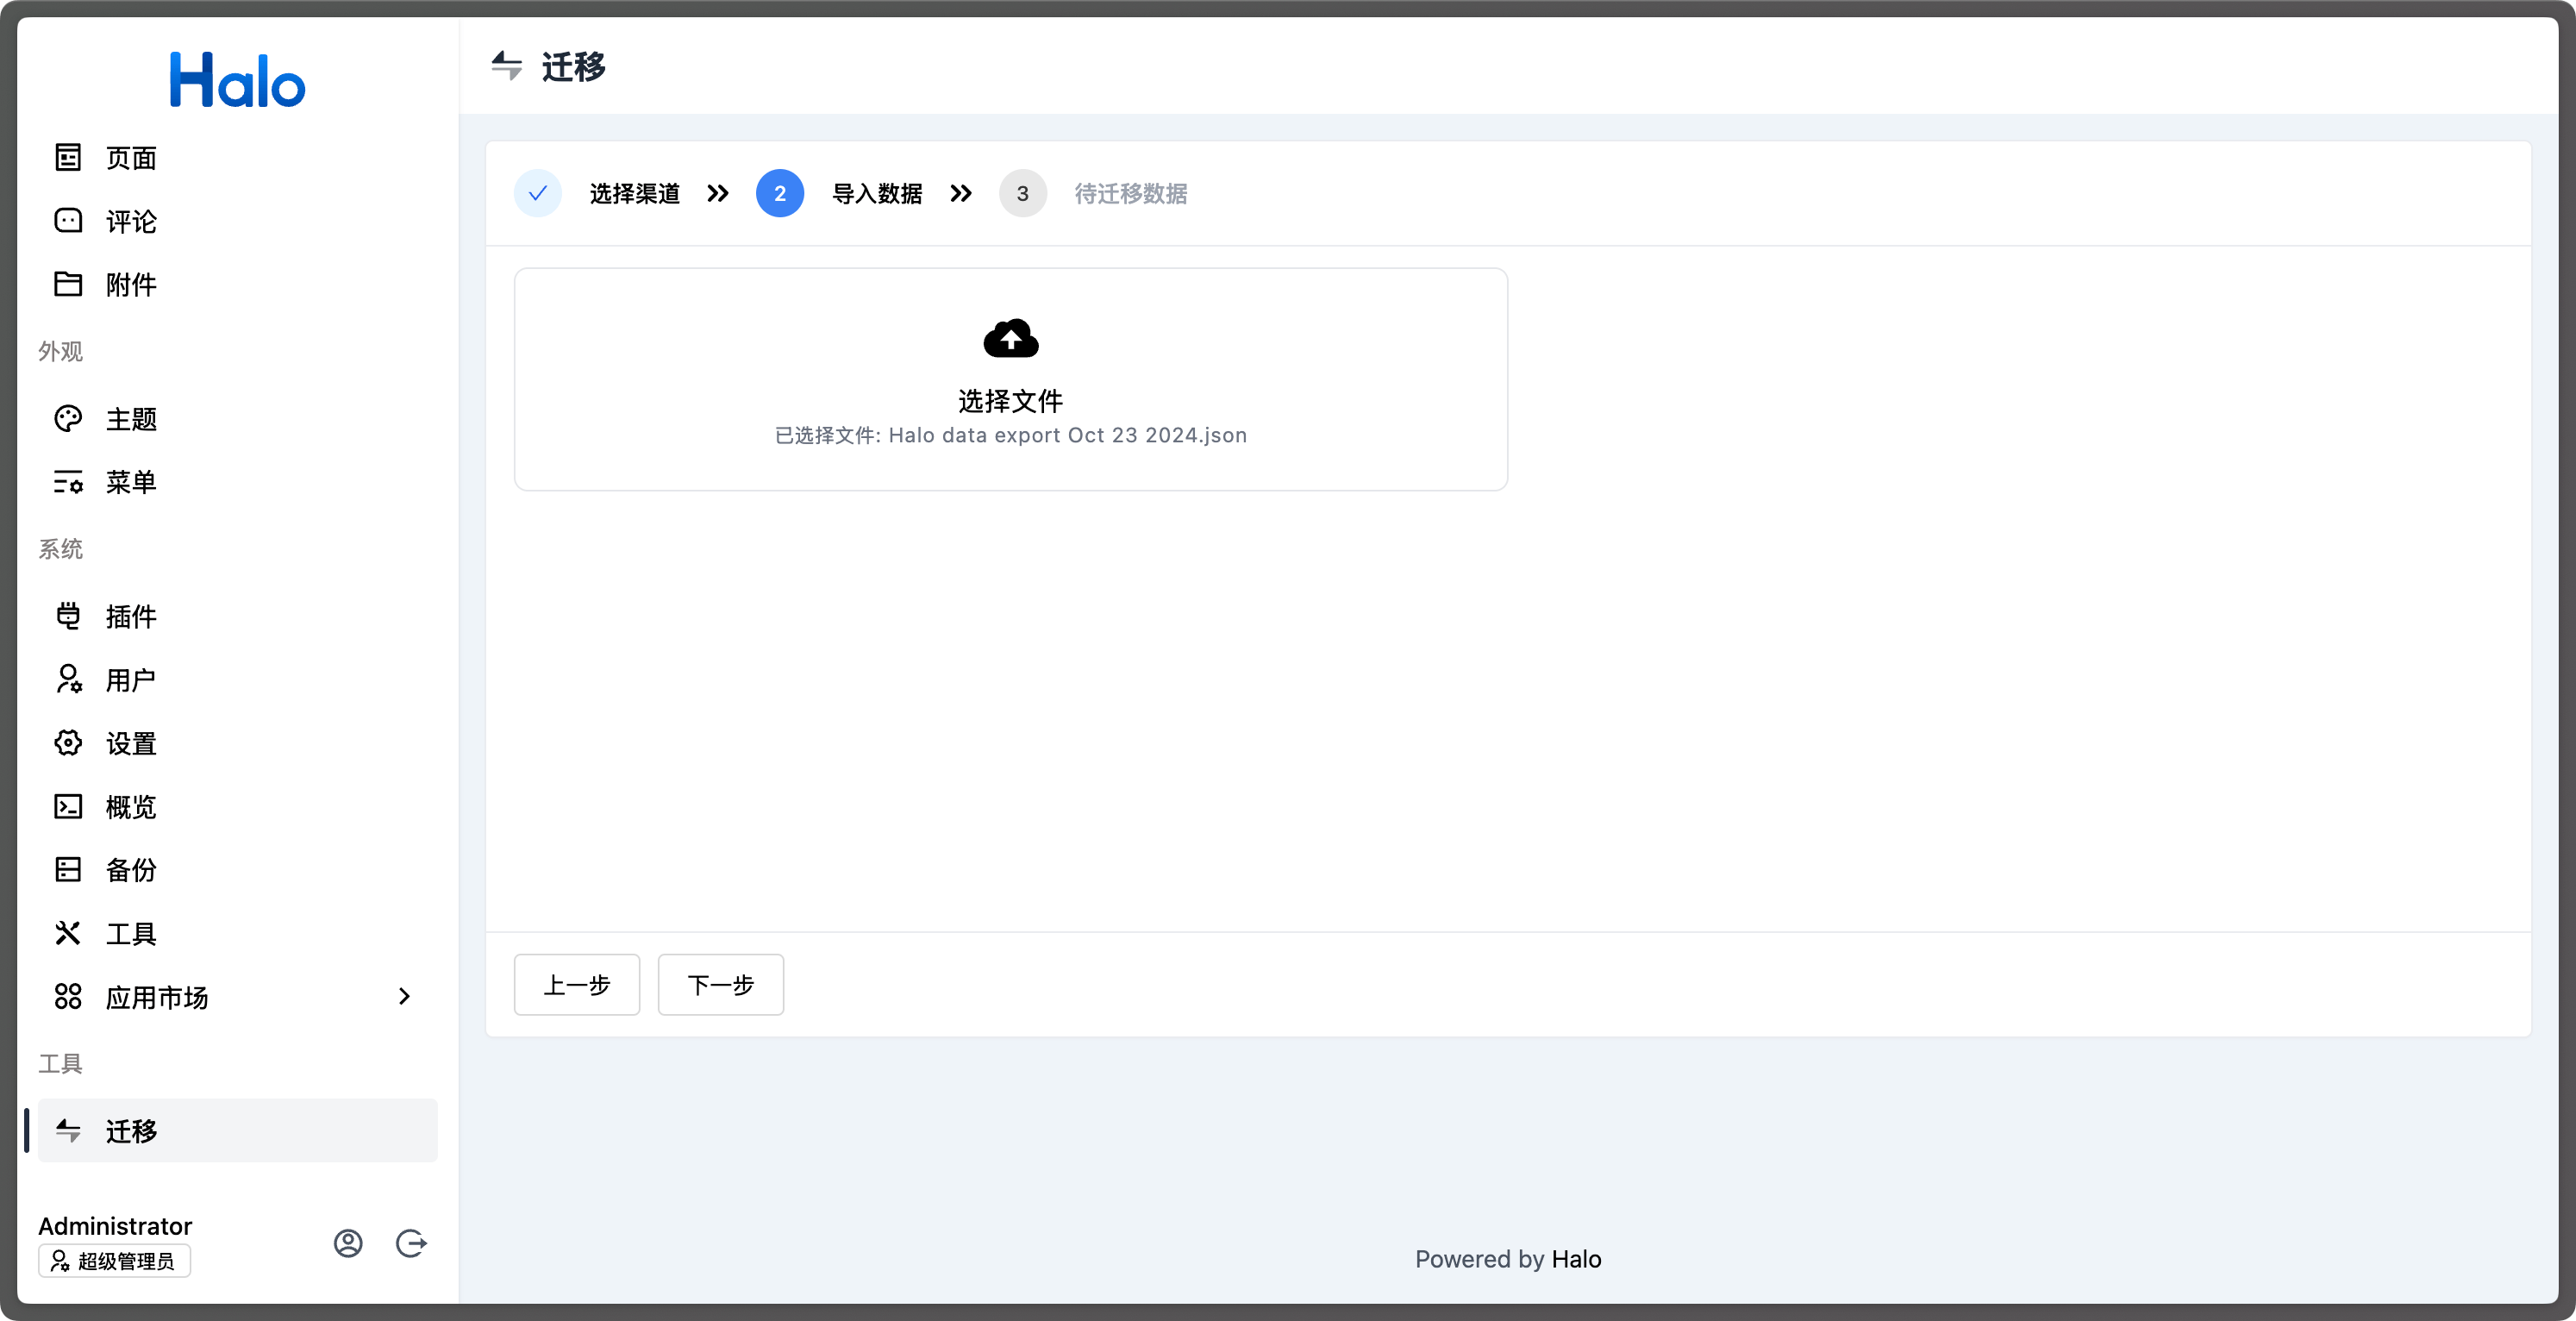 Halo
页面
评论
附件
外观
主题
菜单
系统
插件
用户
设置
概览
备份
工具
应用市场
工具
迁移
Administrator
超级管理员
迁移
选择渠道
2
导入数据
3
待迁移数据
选择文件
已选择文件: Halo data export Oct 23 2024.json
上一步
下一步
Powered by Halo